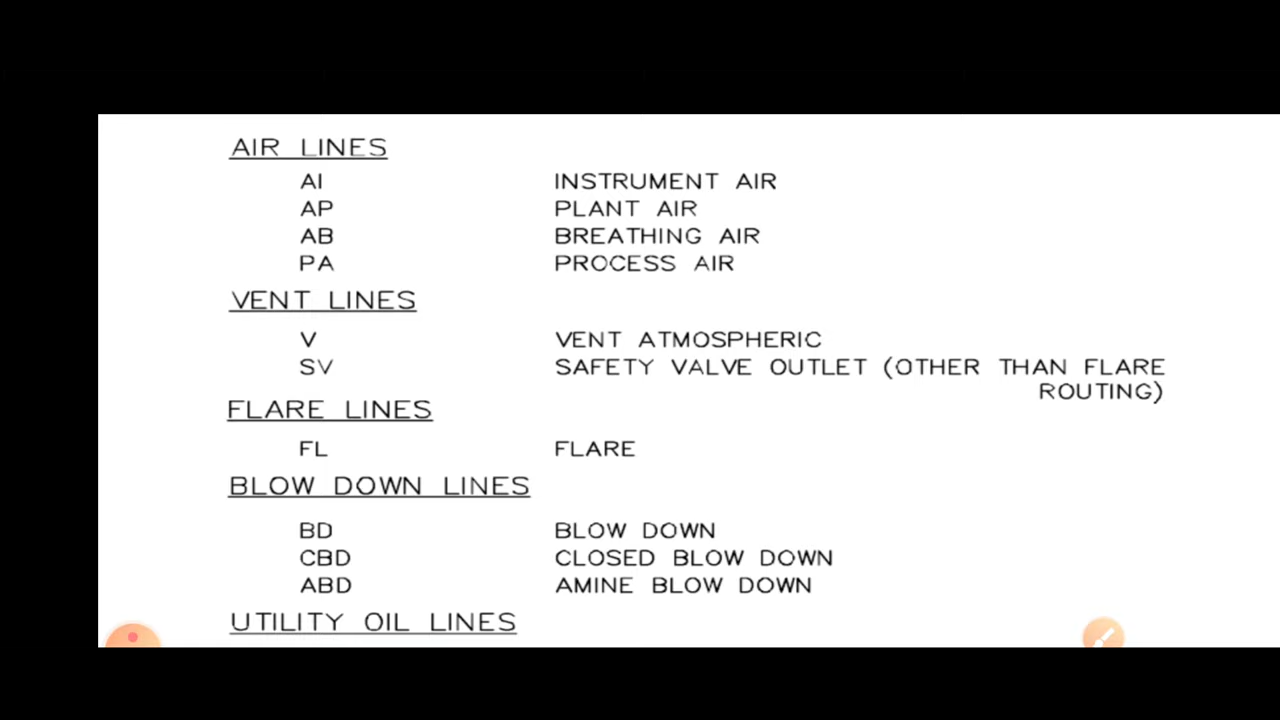 AIR LINES
AI INSTRUMENT AIR
AP PLANT AIR
AB BREATHING AIR
PA PROCESS AIR
VENT LINES
V VENT ATMOSPHERIC
SV SAFETY VALVE OUTLET (OTHER THAN FLARE
ROUTING)
FLARE LINES
FL FLARE
BLOW DOWN LINES
BD BLOW DOWN
CBD CLOSED BLOW DOWN
ABD AMINE BLOW DOWN
UTILITY OIL LINES